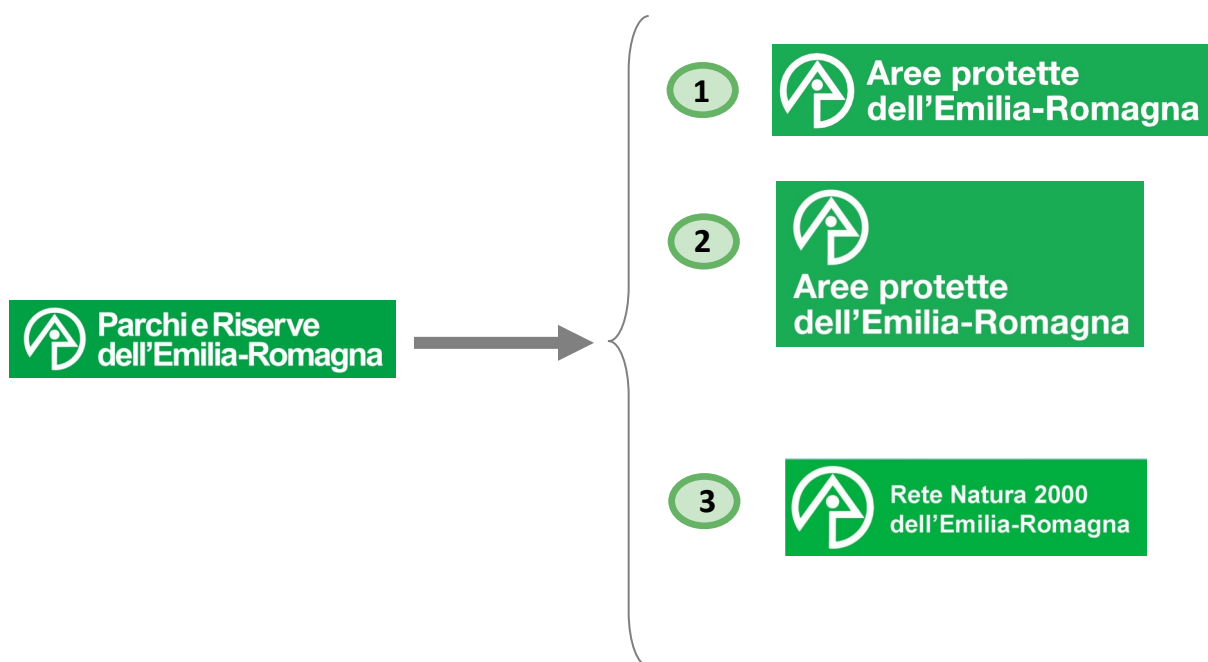 Parchi e Riserve
dell'Emilia-Romagna
1
Aree protette
dell'Emilia-Romagna
2
Aree protette
dell'Emilia-Romagna
3
Rete Natura 2000
dell'Emilia-Romagna